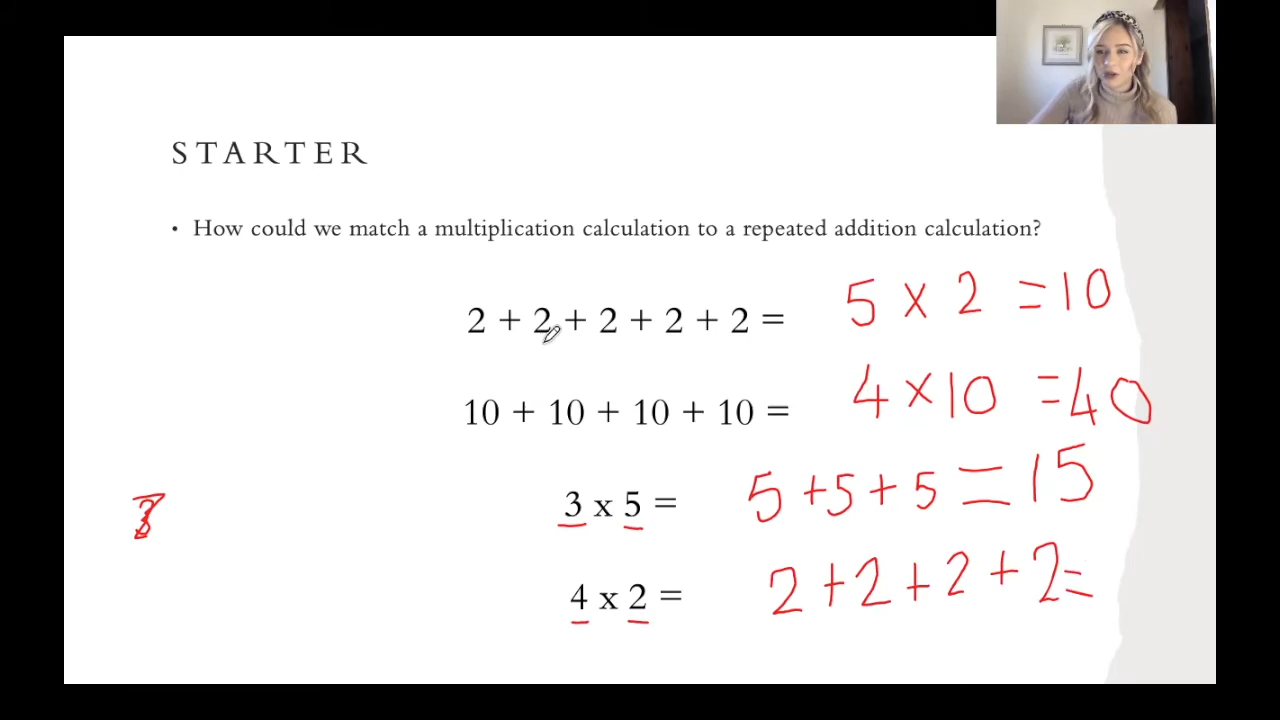 STARTER
• How could we match a multiplication calculation to a repeated addition calculation?
2 + 2 + 2 + 2 + 2 = 5 x 2 = 10
10 + 10 + 10 + 10 = 4 x 10 = 40
3 x 5 = 5 + 5 + 5 = 15
4 x 2 = 2 + 2 + 2 + 2 =